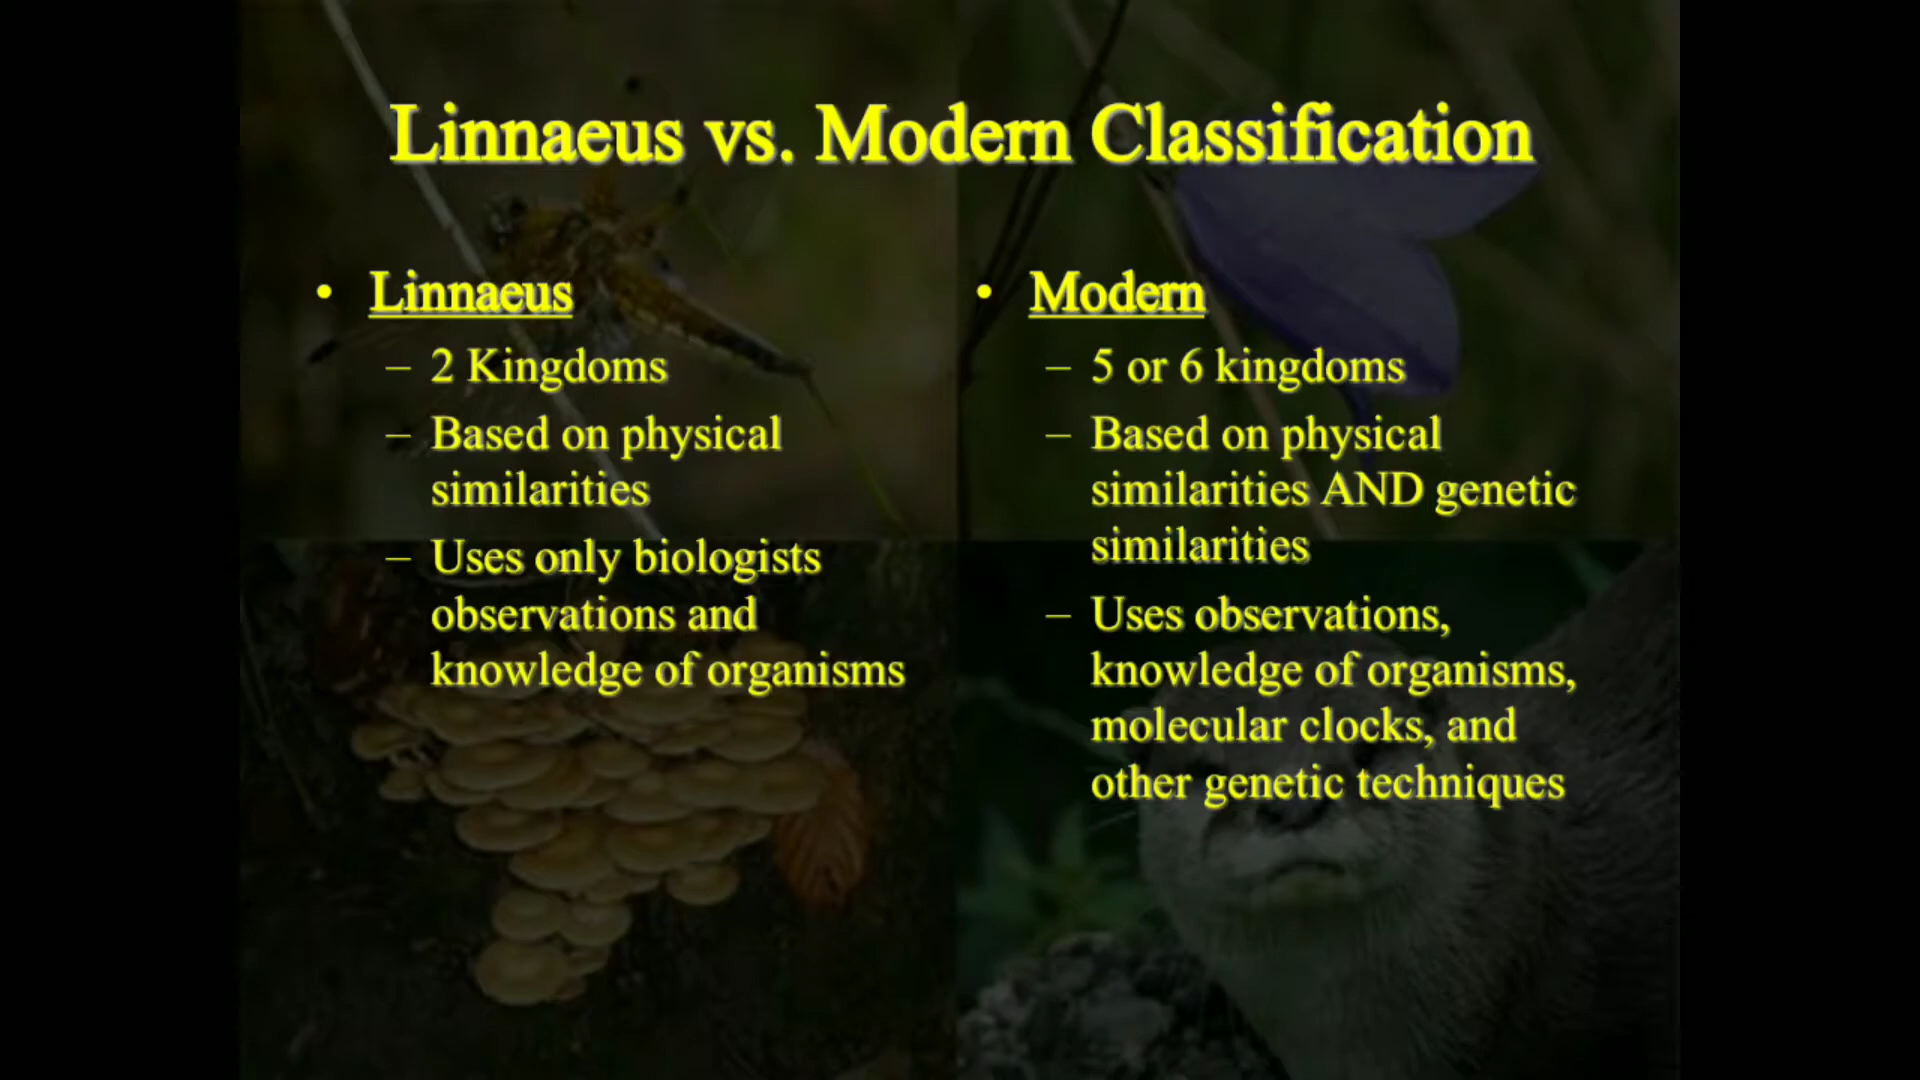 Linnaeus vs. Modern Classification
• Linnaeus
– 2 Kingdoms
– Based on physical
similarities
– Uses only biologists
observations and
knowledge of organisms
• Modern
– 5 or 6 kingdoms
– Based on physical
similarities AND genetic
similarities
– Uses observations,
knowledge of organisms,
molecular clocks, and
other genetic techniques